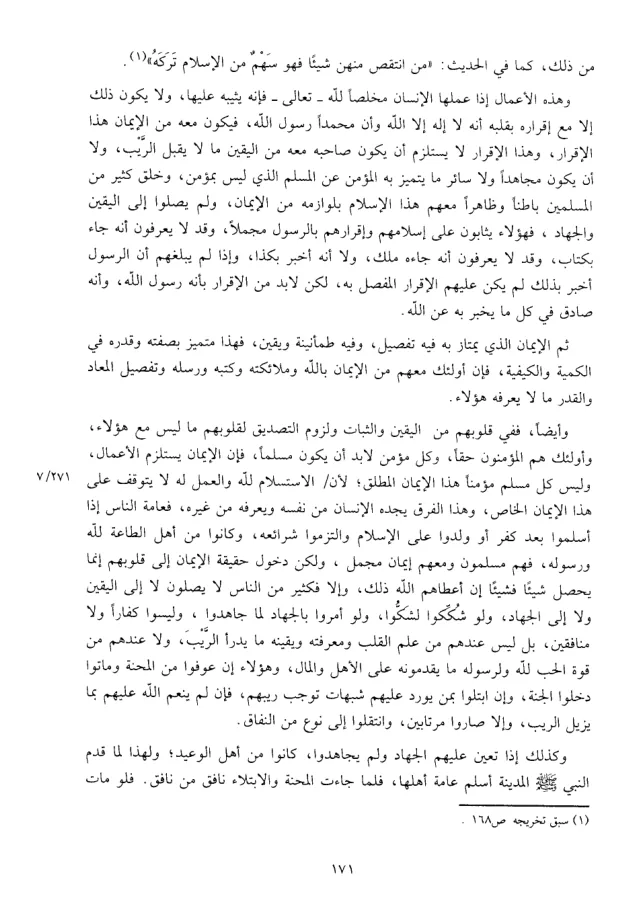 من ذلك، كما في الحديث: «من انتقص منهن شيئًا فهو سَهْمٌ من الإسلام تَرَكَهُ»(١).
وهذه الأعمال إذا عملها الإنسان مخلصاً لله ـ تعالى ـ فإنه يثيبه عليها، ولا يكون ذلك
إلا مع إقراره بقلبه أنه لا إله إلا الله وأن محمداً رسول الله، فيكون معه من الإيمان هذا
الإقرار، وهذا الإقرار لا يستلزم أن يكون صاحبه معه من اليقين ما لا يقبل الرَّيْب، ولا
أن يكون مجاهداً ولا سائر ما يتميز به المؤمن عن المسلم الذي ليس بمؤمن، وخلق كثير من
المسلمين باطناً وظاهراً معهم هذا الإسلام بلوازمه من الإيمان، ولم يصلوا إلى اليقين
والجهاد ، فهؤلاء يثابون على إسلامهم وإقرارهم بالرسول مجملاً، وقد لا يعرفون أنه جاء
بكتاب، وقد لا يعرفون أنه جاءه ملك، ولا أنه أخبر بكذا، وإذا لم يبلغهم أن الرسول
أخبر بذلك لم يكن عليهم الإقرار المفصل به، لكن لابد من الإقرار بأنه رسول الله، وأنه
صادق في كل ما يخبر به عن الله.
ثم الإيمان الذي يمتاز به فيه تفصيل، وفيه طمأنينة ويقين، فهذا متميز بصفته وقدره في
الكمية والكيفية، فإن أولئك معهم من الإيمان بالله وملائكته وكتبه ورسله وتفصيل المعاد
والقدر ما لا يعرفه هؤلاء.
وأيضاً، ففي قلوبهم من اليقين والثبات ولزوم التصديق لقلوبهم ما ليس مع هؤلاء،
وأولئك هم المؤمنون حقاً، وكل مؤمن لابد أن يكون مسلماً، فإن الإيمان يستلزم الأعمال،
وليس كل مسلم مؤمناً هذا الإيمان المطلق؛ لأن/ الاستسلام لله والعمل له لا يتوقف على
٧/٢٧١
هذا الإيمان الخاص، وهذا الفرق يجده الإنسان من نفسه ويعرفه من غيره، فعامة الناس إذا
أسلموا بعد كفر أو ولدوا على الإسلام والتزموا شرائعه، وكانوا من أهل الطاعة لله
ورسوله، فهم مسلمون ومعهم إيمان مجمل ، ولكن دخول حقيقة الإيمان إلى قلوبهم إنما
يحصل شيئًا فشيئًا إن أعطاهم الله ذلك، وإلا فكثير من الناس لا يصلون لا إلى اليقين
ولا إلى الجهاد، ولو شُكِّكوا لشكُّوا، ولو أمروا بالجهاد لما جاهدوا ، وليسوا كفاراً ولا
منافقين، بل ليس عندهم من علم القلب ومعرفته ويقينه ما يدرأ الرَّيْبَ، ولا عندهم من
قوة الحب لله ولرسوله ما يقدمونه على الأهل والمال، وهؤلاء إن عوفوا من المحنة وماتوا
دخلوا الجنة، وإن ابتلوا بمن يورد عليهم شبهات توجب ريبهم، فإن لم ينعم الله عليهم بما
يزيل الريب، وإلا صاروا مرتابين، وانتقلوا إلى نوع من النفاق.
وكذلك إذا تعين عليهم الجهاد ولم يجاهدوا، كانوا من أهل الوعيد؛ ولهذا لما قدم
النبي ﷺ المدينة أسلم عامة أهلها، فلما جاءت المحنة والابتلاء نافق من نافق. فلو مات
(١) سبق تخريجه ص١٦٨ .
١٧١